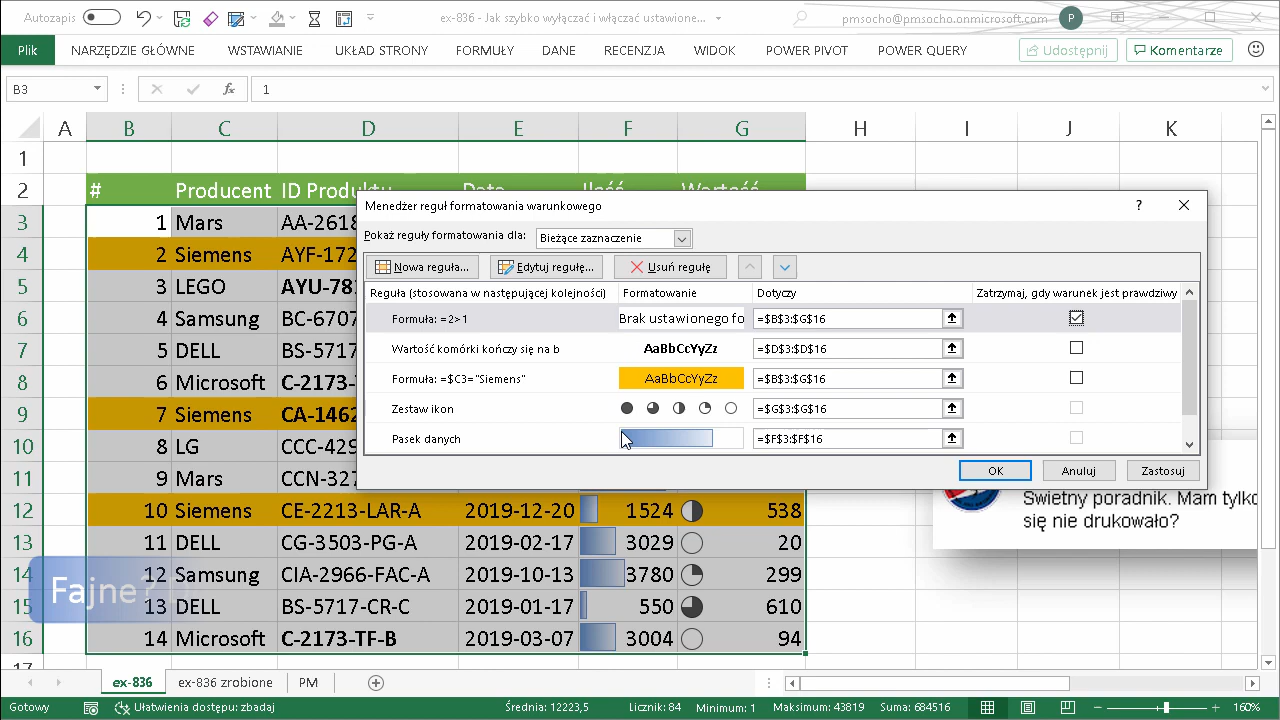 Autozapis
ex-836 - Jak szybko włączać i włączać ustawione...
pmsocho@pmsocho.onmicrosoft.com
P
Plik NARZĘDZIE GŁÓWNE WSTAWIANIE UKŁAD STRONY FORMUŁY DANE RECENZJA WIDOK POWER PIVOT POWER QUERY Udostępnij Komentarze
B3 fx 1
A B C D E F G H I J K
1
2 # Producent ID Produktu Data Ilość Wartość
3 1 Mars AA-2618
4 2 Siemens AYF-172
5 3 LEGO AYU-781
6 4 Samsung BC-6707
7 5 DELL BS-5717
8 6 Microsoft C-2173-
9 7 Siemens CA-1462
10 8 LG CCC-429
11 9 Mars CCN-327
12 10 Siemens CE-2213-LAR-A 2019-12-20 1524 538
13 11 DELL CG-3503-PG-A 2019-02-17 3029 20
14 12 Samsung CIA-2966-FAC-A 2019-10-13 3780 299
15 13 DELL BS-5717-CR-C 2019-01-17 550 610
16 14 Microsoft C-2173-TF-B 2019-03-07 3004 94
17
Menedżer reguł formatowania warunkowego ?
Pokaż reguły formatowania dla: Bieżące zaznaczenie
Nowa reguła... Edytuj regułę... Usuń regułę
Reguła (stosowana w następującej kolejności) Formatowanie Dotyczy Zatrzymaj, gdy warunek jest prawdziwy
Formuła: =2>1 Brak ustawionego fo =$B$3:$G$16
Wartość komórki kończy się na b AaBbCcYyZz =$D$3:$D$16
Formuła: =$C3="Siemens" AaBbCcYyZz =$B$3:$G$16
Zestaw ikon =$G$3:$G$16
Pasek danych =$F$3:$F$16
OK Anuluj Zastosuj
Świetny poradnik. Mam tylko
się nie drukowało?
Fajne?
ex-836 ex-836 zrobione PM
Gotowy Ułatwienia dostępu: zbadaj Średnia: 12223,5 Licznik: 84 Minimum: 1 Maksimum: 43819 Suma: 684516 160%